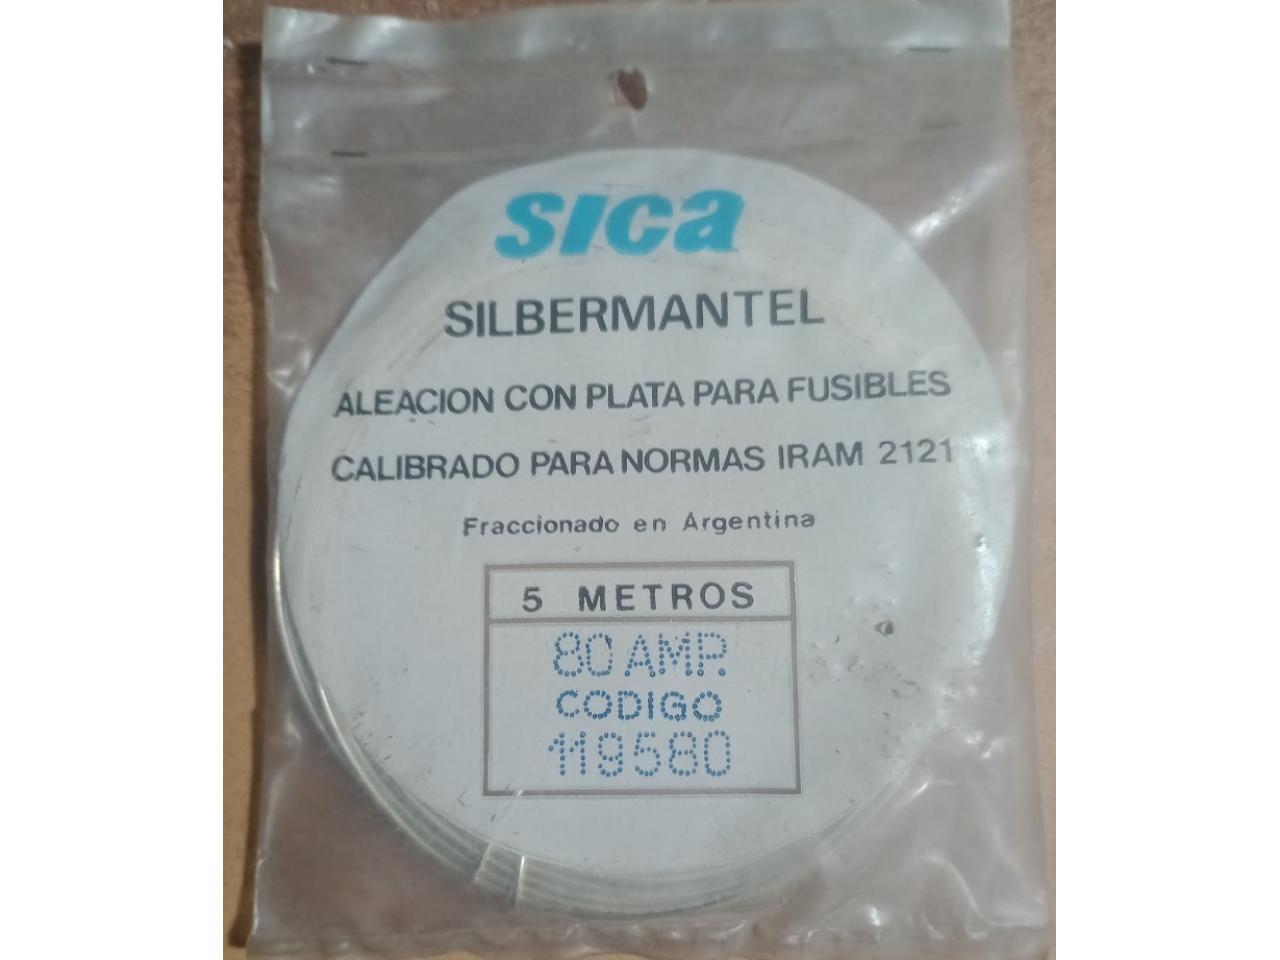 sica
SILBERMANTEL
ALEACION CON PLATA PARA FUSIBLES
CALIBRADO PARA NORMAS IRAM 2121
Fraccionado en Argentina
5 METROS
80 AMP.
CODIGO
119580